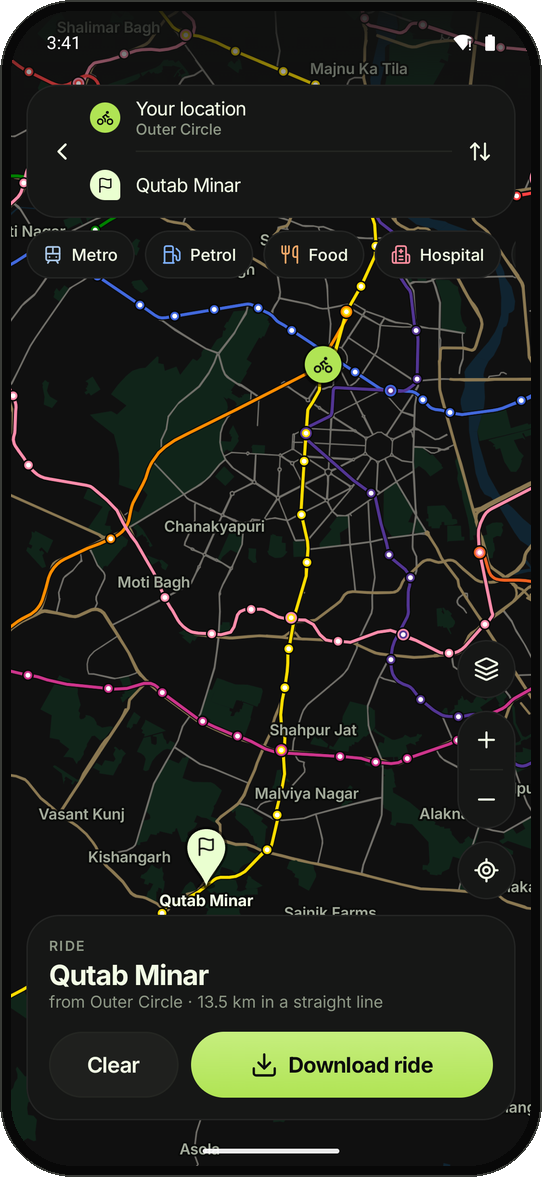 Shalimar Bagh
3:41
Majnu Ka Tila
Your location
Outer Circle
Qutab Minar
Metro
Petrol
Food
Hospital
Chanakyapuri
Moti Bagh
Shahpur Jat
Malviya Nagar
Vasant Kunj
Kishangarh
Qutab Minar
Sainik Farms
RIDE
Qutab Minar
from Outer Circle · 13.5 km in a straight line
Clear
Download ride
Asola